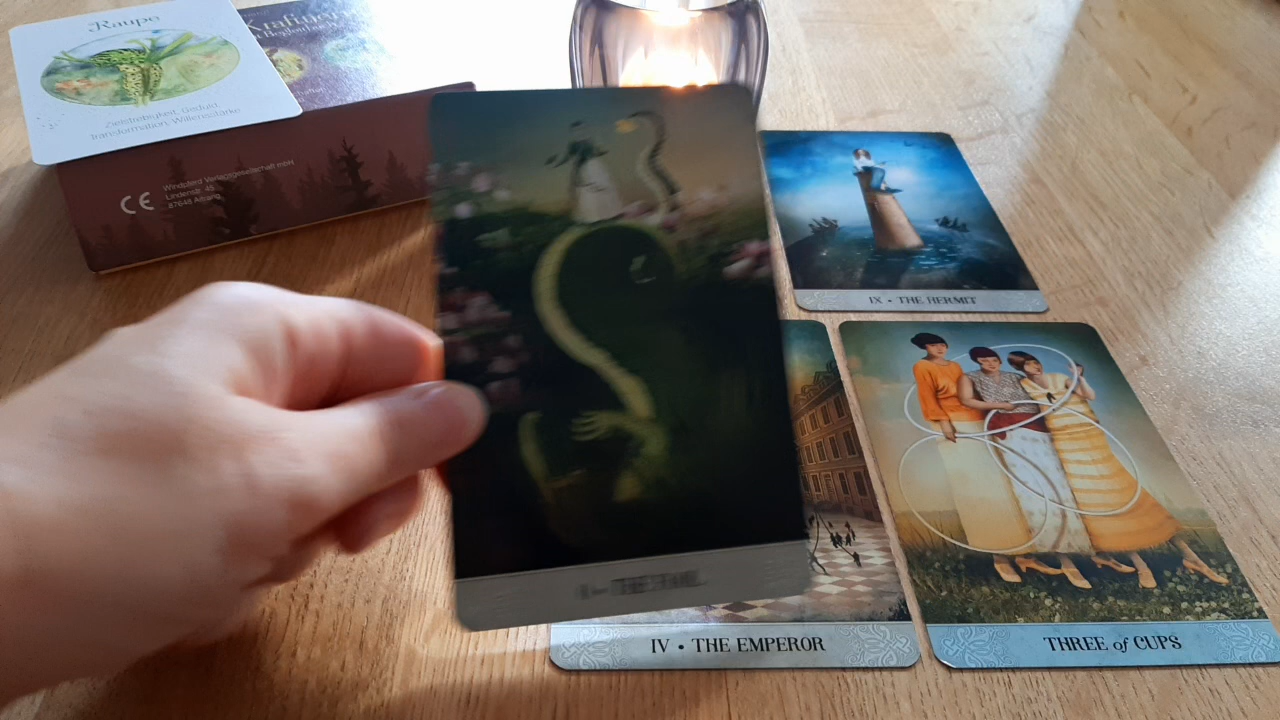 Raupe
Zielstrebigkeit, Geduld,
Transformation, Willensstärke
Windpferd Verlagsgesellschaft mbH
Lindenstr. 45
87648 Aitrang
CE
IX • THE HERMIT
IV • THE EMPEROR
THREE of CUPS